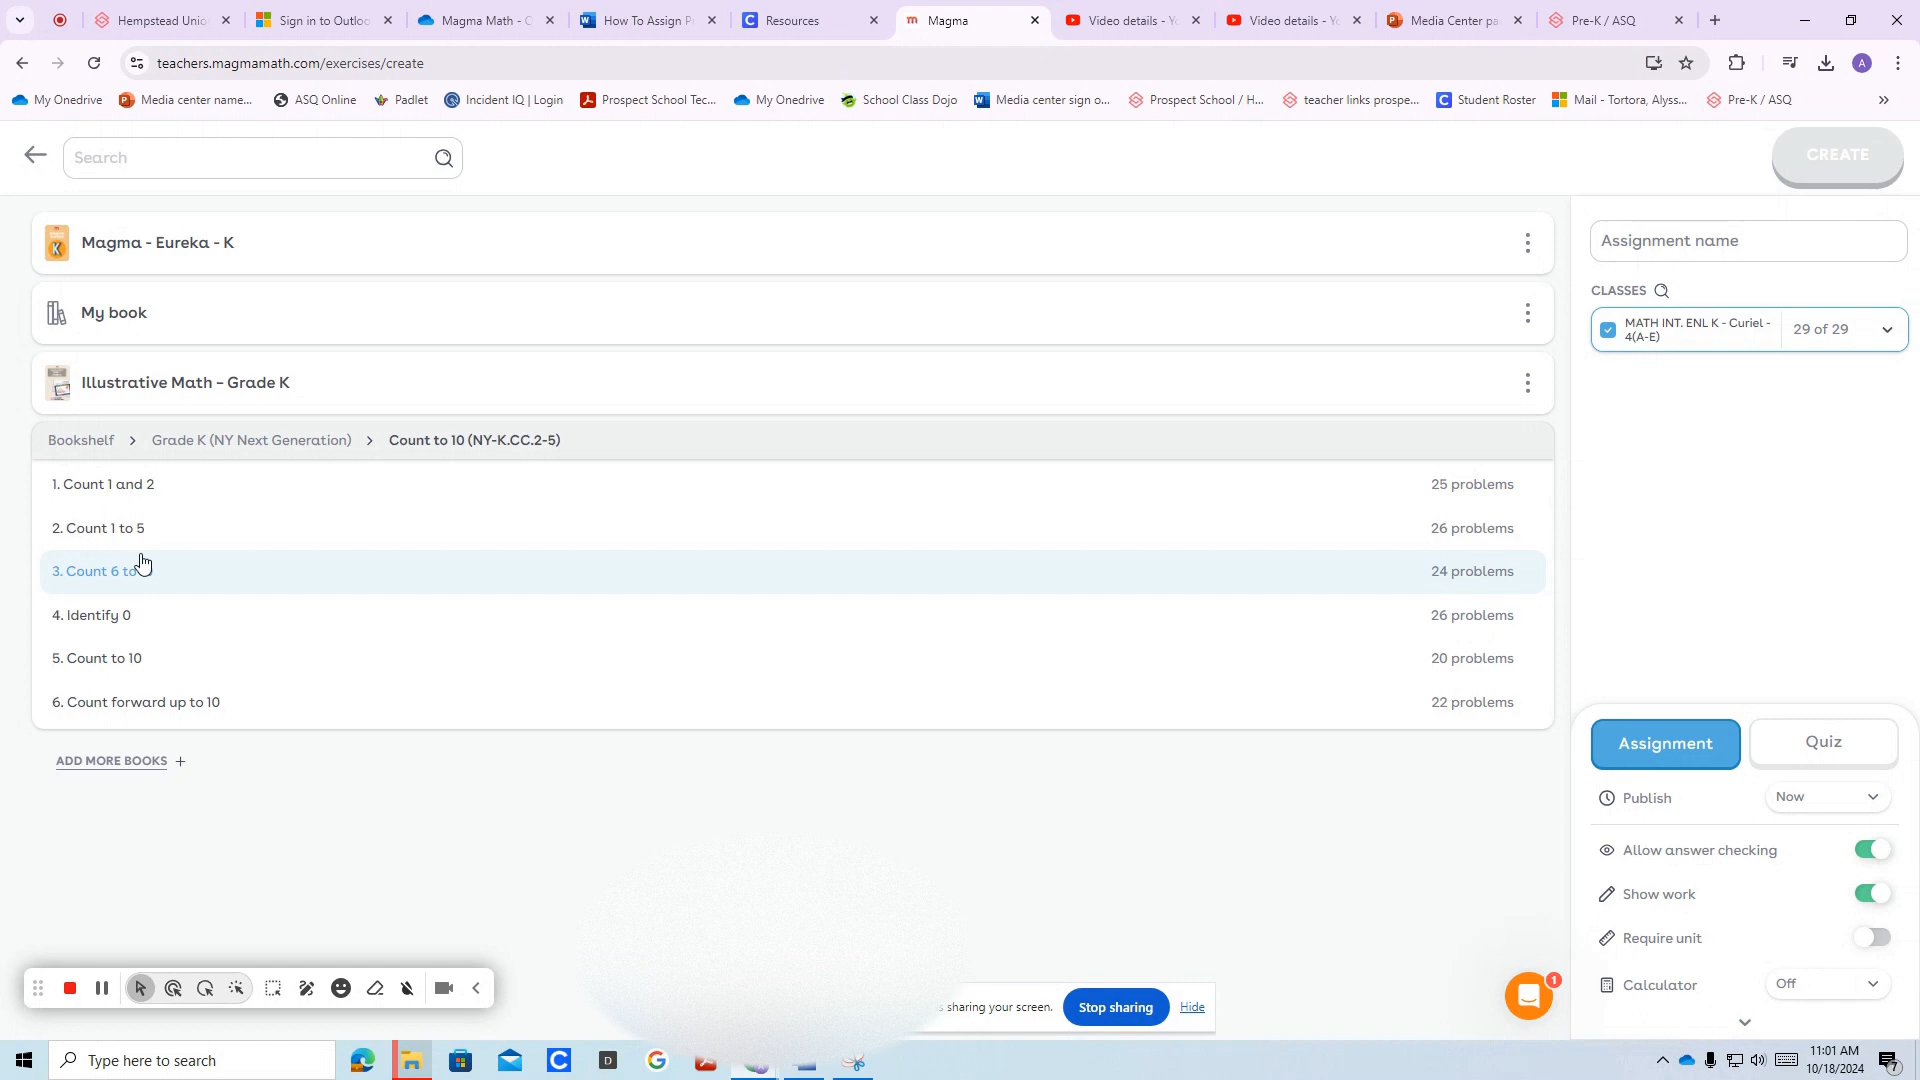 Hempstead Unio
Sign in to Outloo
Magma Math - O
How To Assign P
Resources
Magma
Video details - Yo
Video details - Yo
Media Center pa
Pre-K / ASQ
teachers.magmamath.com/exercises/create
My Onedrive
Media center name...
ASQ Online
Padlet
Incident IQ | Login
Prospect School Tec...
My Onedrive
School Class Dojo
Media center sign o...
Prospect School / H...
teacher links prospe...
Student Roster
Mail - Tortora, Alyss...
Pre-K / ASQ
Search
CREATE
Magma - Eureka - K
My book
Illustrative Math – Grade K
Bookshelf > Grade K (NY Next Generation) > Count to 10 (NY-K.CC.2-5)
1. Count 1 and 2 25 problems
2. Count 1 to 5 26 problems
3. Count 6 to 24 problems
4. Identify 0 26 problems
5. Count to 10 20 problems
6. Count forward up to 10 22 problems
ADD MORE BOOKS +
Assignment name
CLASSES
MATH INT. ENL K - Curiel -
4(A-E)
29 of 29
Assignment
Quiz
Publish Now
Allow answer checking
Show work
Require unit
Calculator Off
1
sharing your screen. Stop sharing Hide
Type here to search
11:01 AM
10/18/2024
7